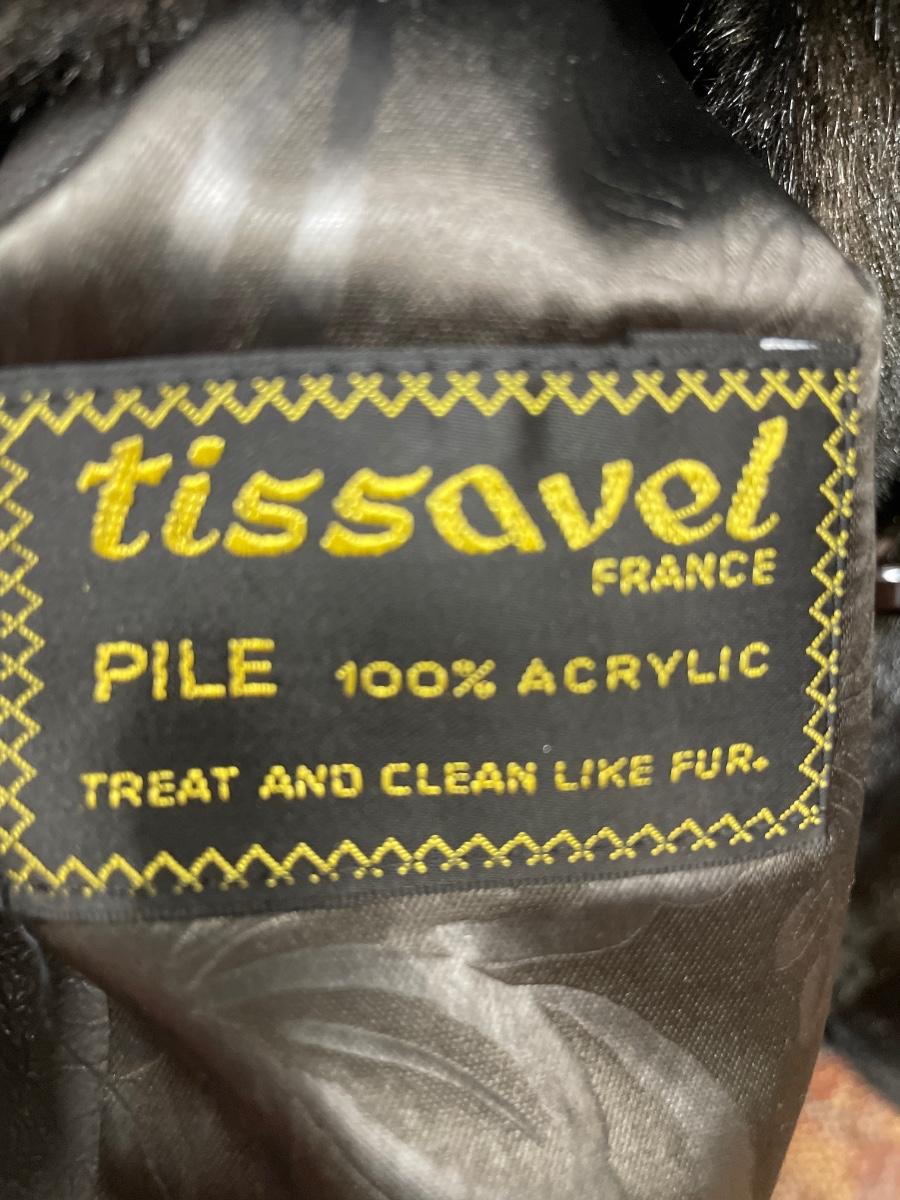 tissavel
FRANCE
PILE 100% ACRYLIC
TREAT AND CLEAN LIKE FUR.